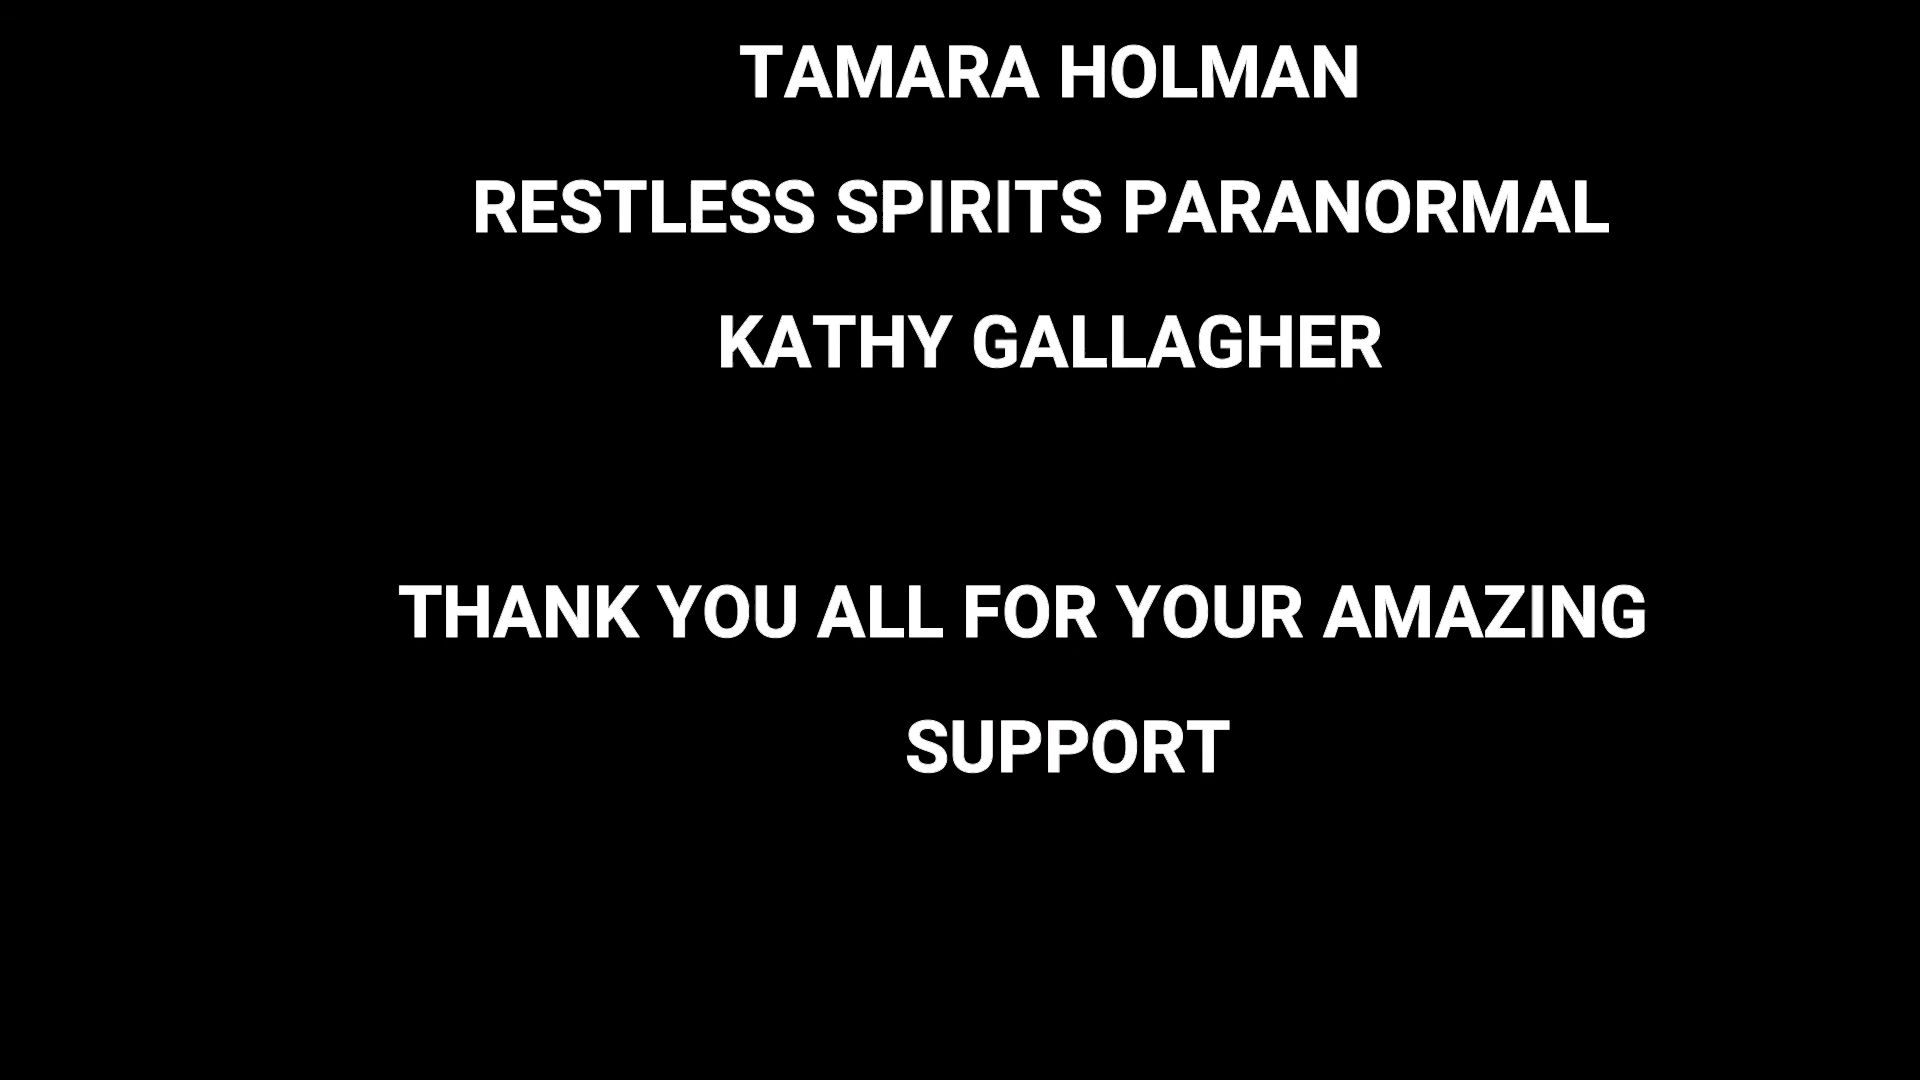 TAMARA HOLMAN
RESTLESS SPIRITS PARANORMAL
KATHY GALLAGHER
THANK YOU ALL FOR YOUR AMAZING
SUPPORT